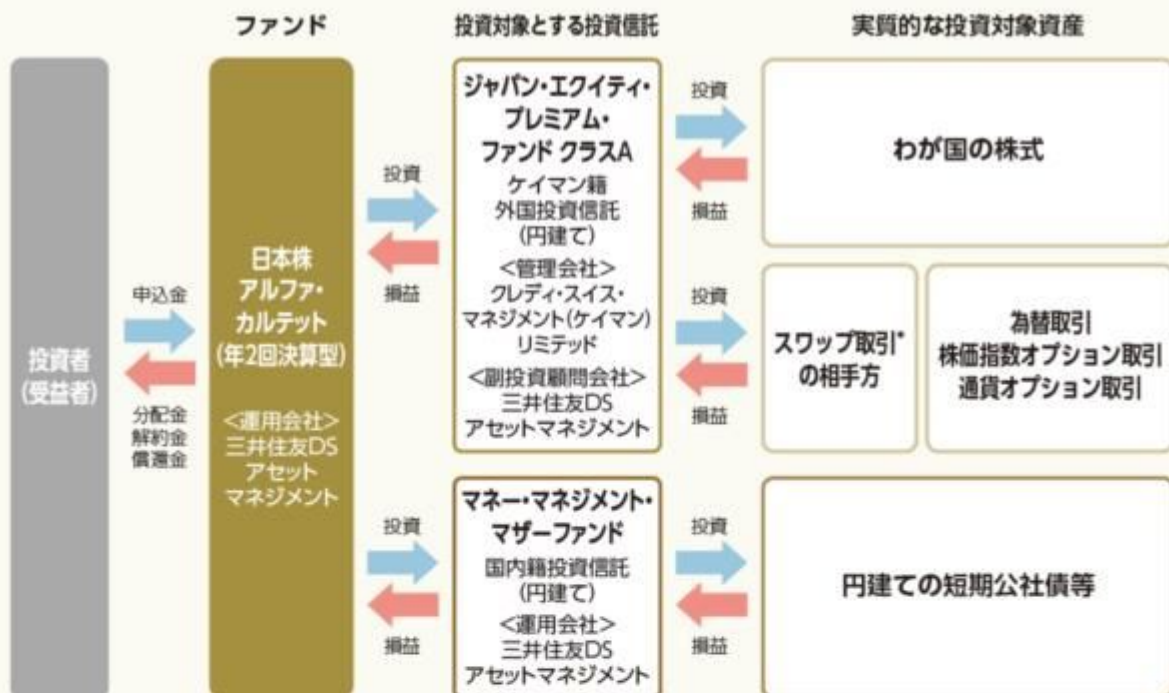 ファンド
投資対象とする投資信託
実質的な投資対象資産
投資者
(受益者)
申込金
分配金
解約金
償還金
日本株
アルファ・
カルテット
(年2回決算型)
<運用会社>
三井住友DS
アセット
マネジメント
投資
損益
ジャパン・エクイティ・
プレミアム・
ファンド クラスA
ケイマン籍
外国投資信託
(円建て)
<管理会社>
クレディ・スイス・
マネジメント(ケイマン)
リミテッド
<副投資顧問会社>
三井住友DS
アセットマネジメント
投資
損益
わが国の株式
投資
損益
スワップ取引*
の相手方
為替取引
株価指数オプション取引
通貨オプション取引
投資
損益
マネー・マネジメント・
マザーファンド
国内籍投資信託
(円建て)
<運用会社>
三井住友DS
アセットマネジメント
投資
損益
円建ての短期公社債等